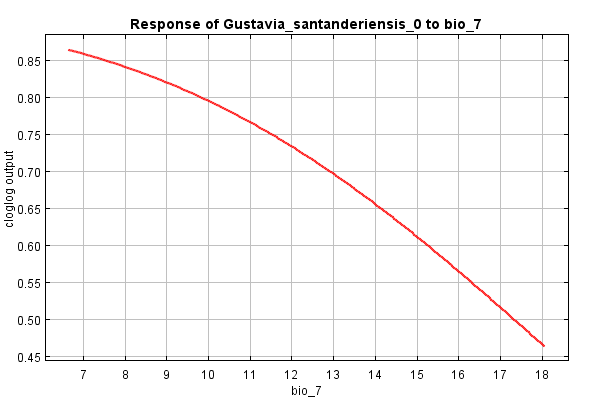 Response of Gustavia_santanderiensis_0 to bio_7
cloglog output
0.85
0.80
0.75
0.70
0.65
0.60
0.55
0.50
0.45
7 8 9 10 11 12 13 14 15 16 17 18
bio_7